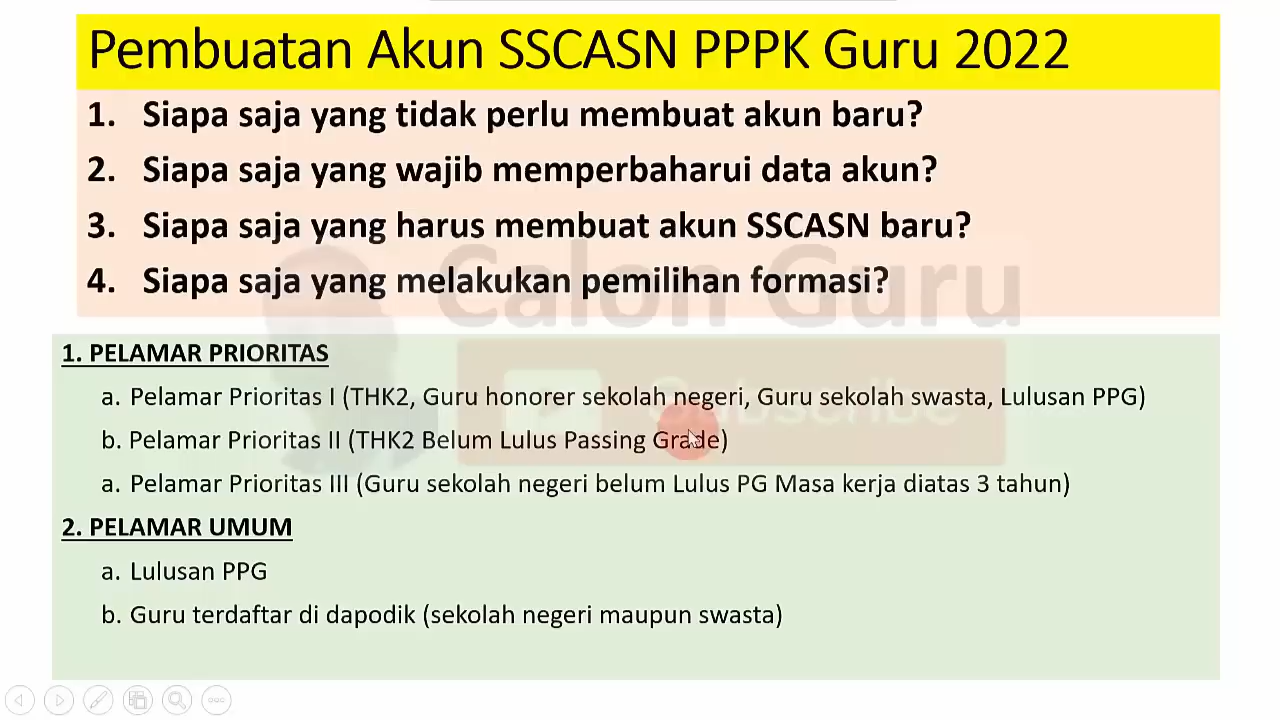 Pembuatan Akun SSCASN PPPK Guru 2022
1. Siapa saja yang tidak perlu membuat akun baru?
2. Siapa saja yang wajib memperbaharui data akun?
3. Siapa saja yang harus membuat akun SSCASN baru?
4. Siapa saja yang melakukan pemilihan formasi?
Calon Guru
Subscribe
1. PELAMAR PRIORITAS
a. Pelamar Prioritas I (THK2, Guru honorer sekolah negeri, Guru sekolah swasta, Lulusan PPG)
b. Pelamar Prioritas II (THK2 Belum Lulus Passing Grade)
a. Pelamar Prioritas III (Guru sekolah negeri belum Lulus PG Masa kerja diatas 3 tahun)
2. PELAMAR UMUM
a. Lulusan PPG
b. Guru terdaftar di dapodik (sekolah negeri maupun swasta)